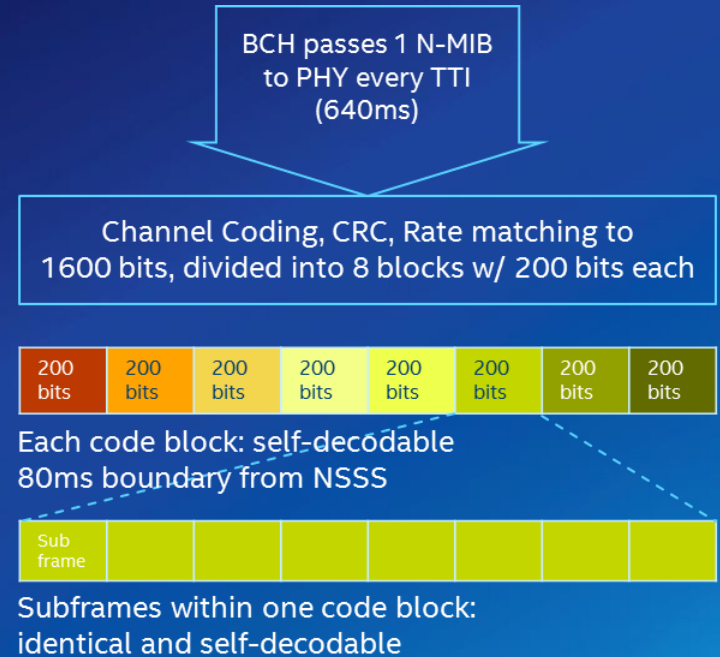 BCH passes 1 N-MIB
to PHY every TTI
(640ms)
Channel Coding, CRC, Rate matching to
1600 bits, divided into 8 blocks w/ 200 bits each
200 200 200 200 200 200 200 200
bits bits bits bits bits bits bits bits
Each code block: self-decodable
80ms boundary from NSSS
Sub
frame
Subframes within one code block:
identical and self-decodable